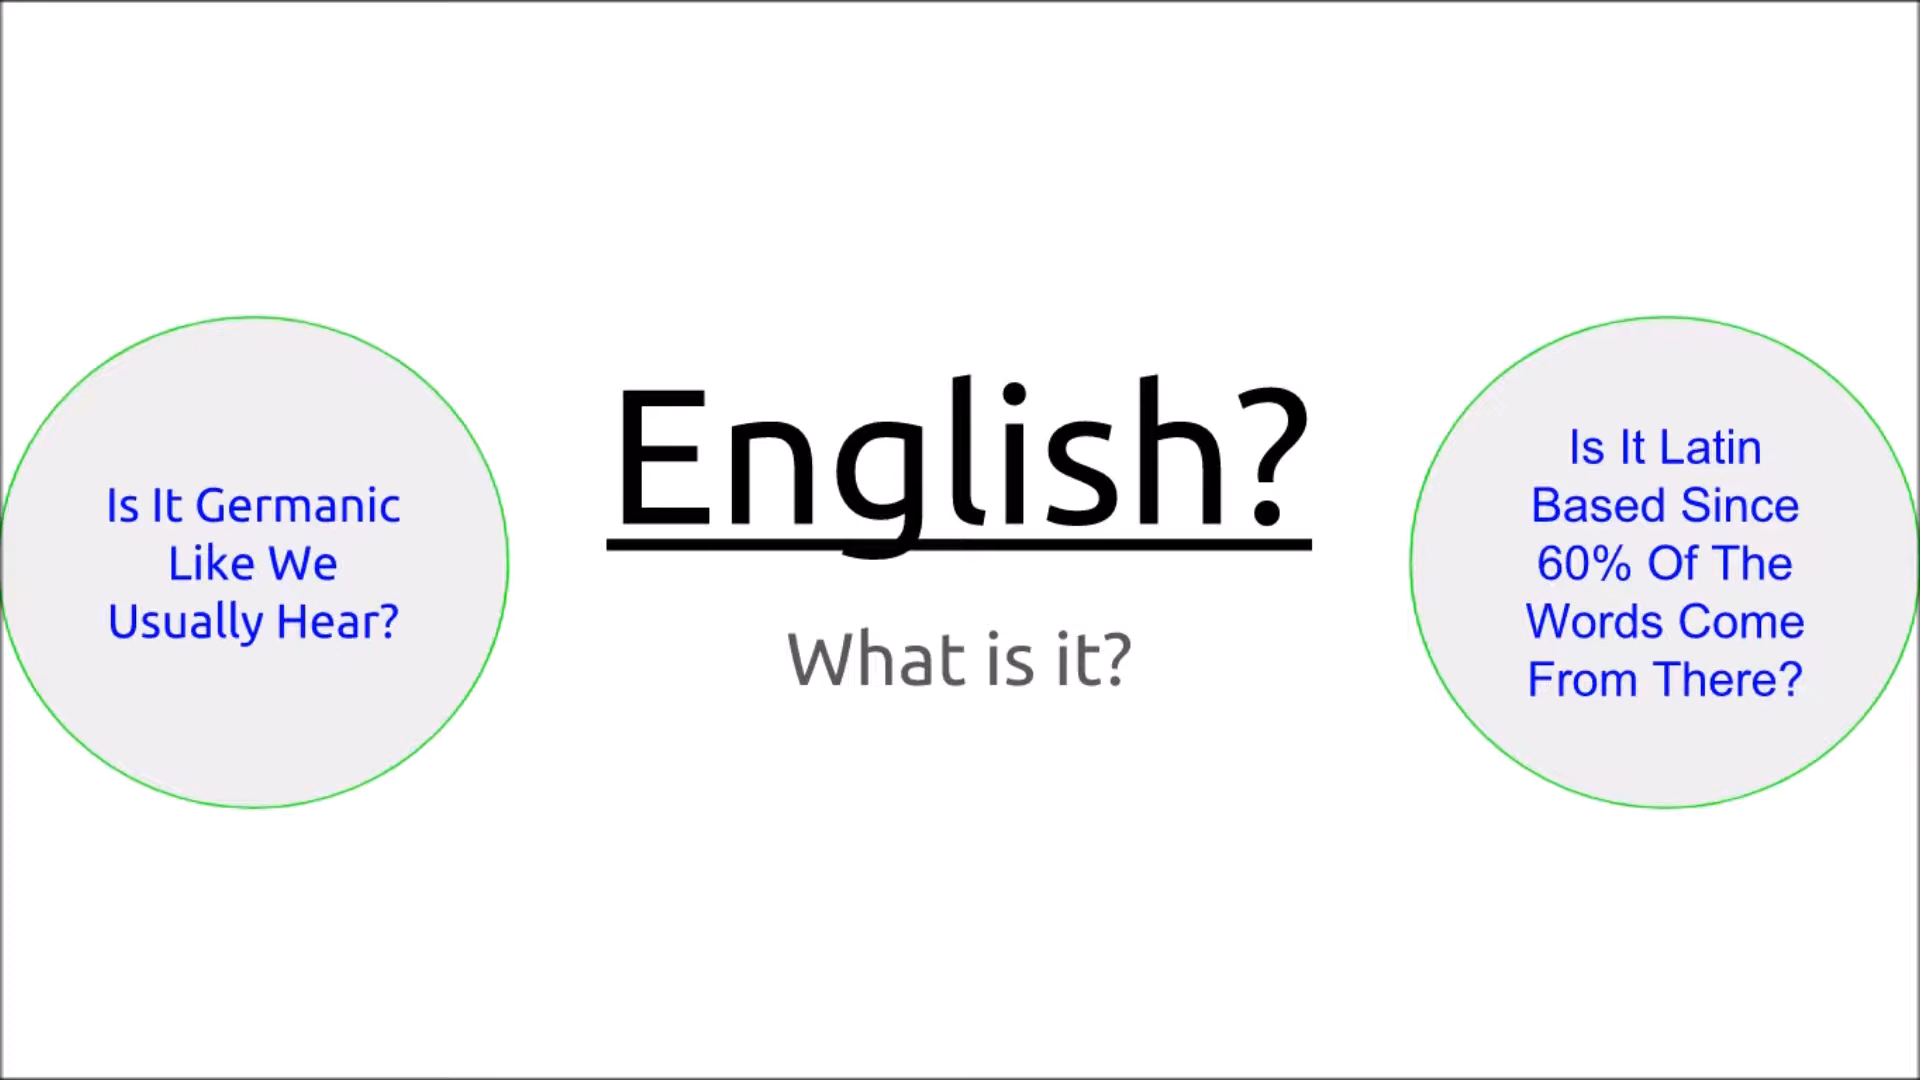 Is It Germanic
Like We
Usually Hear?
English?
What is it?
Is It Latin
Based Since
60% Of The
Words Come
From There?